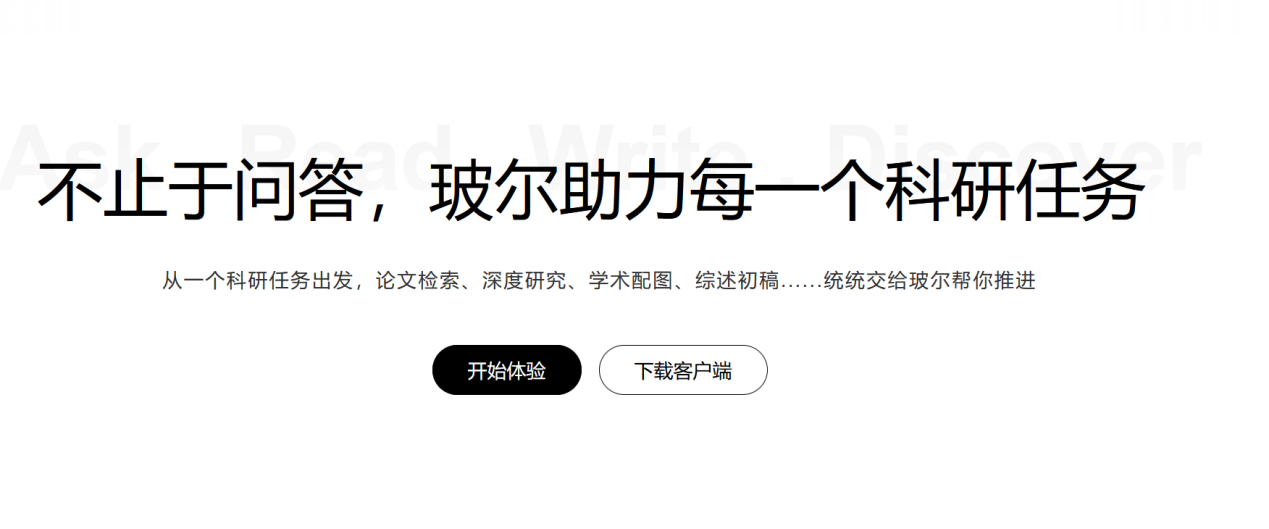 Ask. Read. Write. Discover
不止于问答，玻尔助力每一个科研任务
从一个科研任务出发，论文检索、深度研究、学术配图、综述初稿……统统交给玻尔帮你推进
开始体验
下载客户端